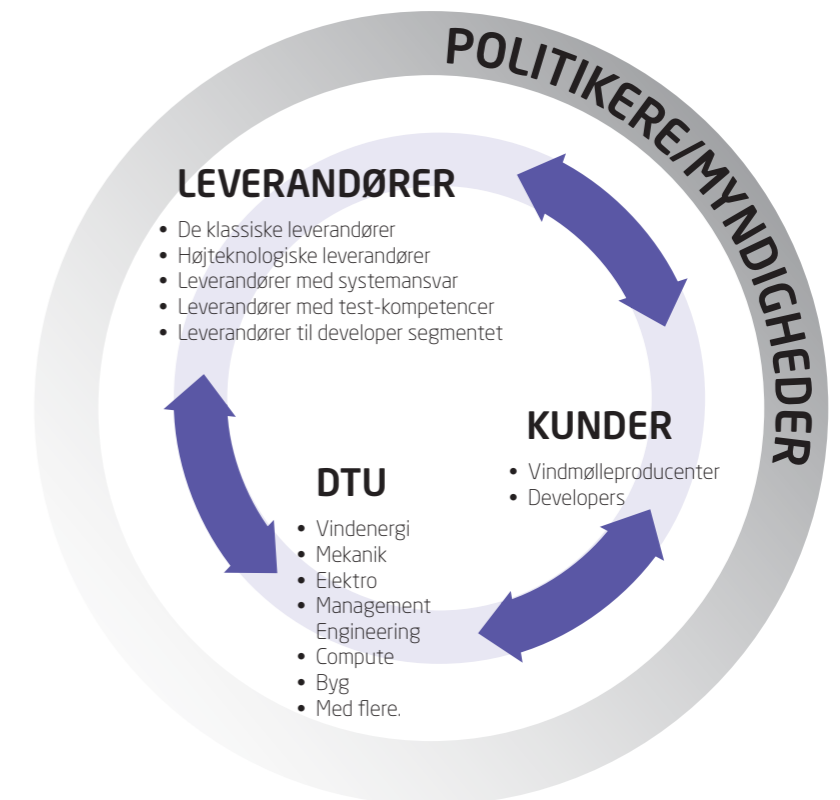 POLITIKERE/MYNDIGHEDER
LEVERANDØRER
• De klassiske leverandører
• Højteknologiske leverandører
• Leverandører med systemansvar
• Leverandører med test-kompetencer
• Leverandører til developer segmentet
KUNDER
• Vindmølleproducenter
• Developers
DTU
• Vindenergi
• Mekanik
• Elektro
• Management
Engineering
• Compute
• Byg
• Med flere.